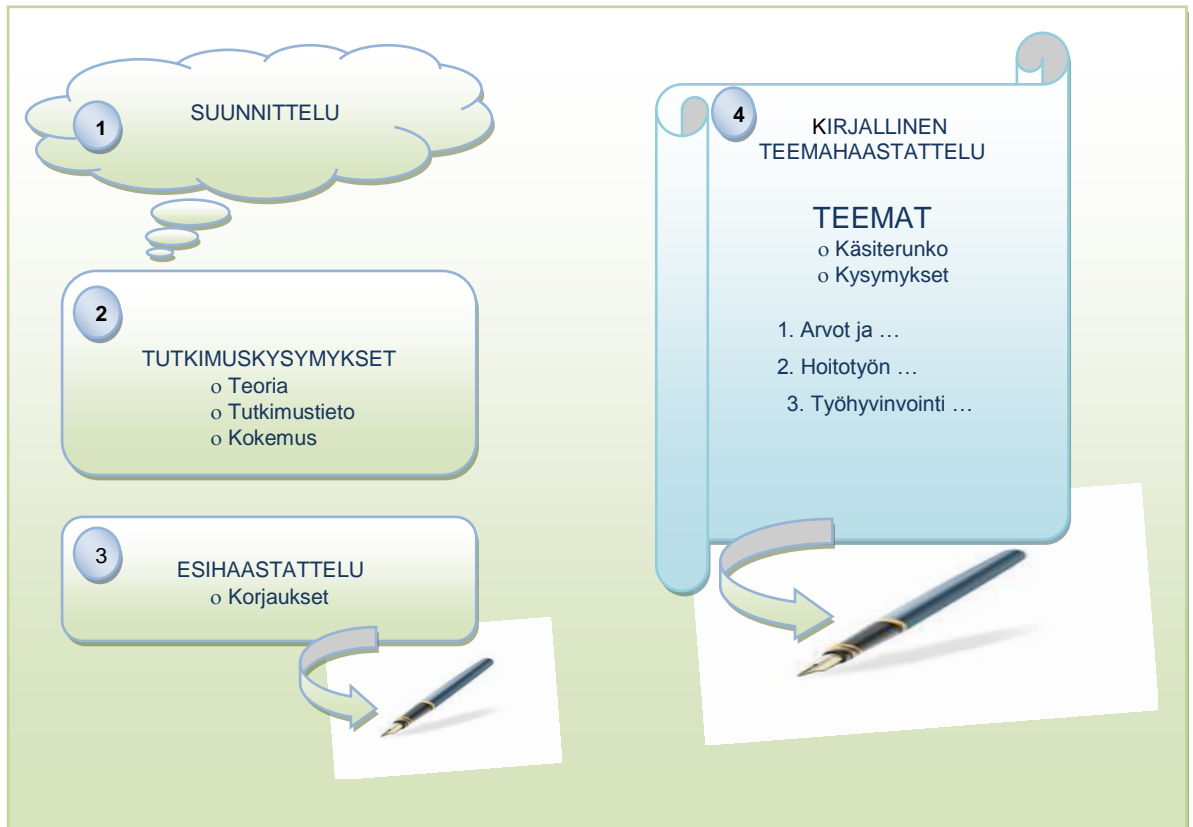 1
SUUNNITTELU
2
TUTKIMUSKYSYMYKSET
o Teoria
o Tutkimustieto
o Kokemus
3
ESIHAASTATTELU
o Korjaukset
4
KIRJALLINEN
TEEMAHAASTATTELU
TEEMAT
o Käsiterunko
o Kysymykset
1. Arvot ja …
2. Hoitotyön …
3. Työhyvinvointi …